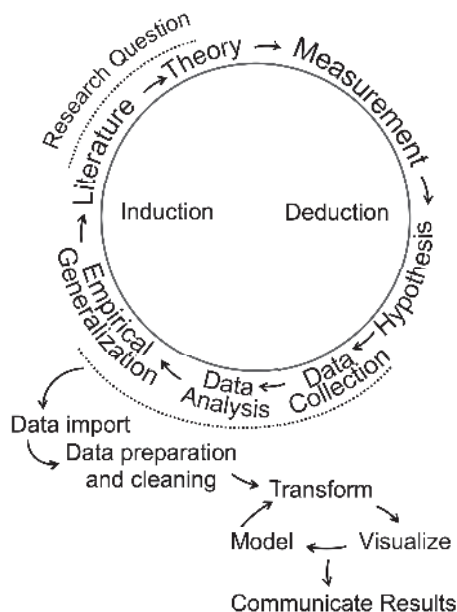 Research Question
Theory
Measurement
Literature
Induction
Deduction
Hypothesis
Empirical
Generalization
Data
Analysis
Data
Collection
Data import
Data preparation
and cleaning
Transform
Model
Visualize
Communicate Results